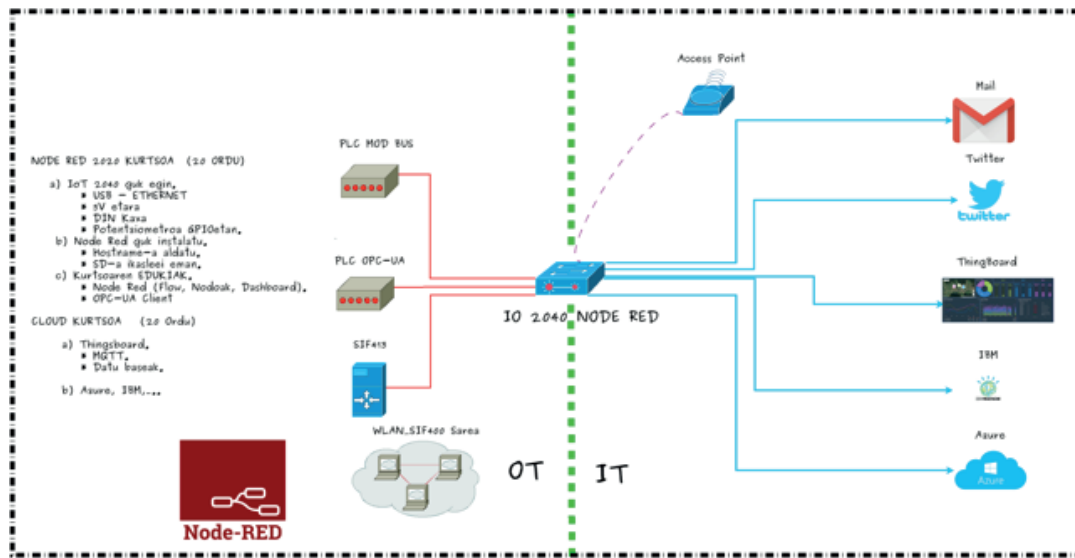 NODE RED 2020 KURTSOA (20 ORDU)
a) IoT 2040 guk egin.
* USB - ETHERNET
* 5V etara
* DIN Kaxa
* Potentziometroa GPIOetan.
b) Node Red guk instalatu.
* Hostname-a aldatu.
* SD-a ikasleei eman.
c) Kurtsoaren EDUKIAK.
* Node Red (Flow, Nodoak, Dashboard).
* OPC-UA Client
CLOUD KURTSOA (20 Ordu)
a) Thingsboard.
* MQTT.
* Datu baseak.
b) Asure, IBM,....
Node-RED
PLC MOD BUS
PLC OPC-UA
SIF413
WLAN_SIF400 Sarea
OT
IT
IO 2040 NODE RED
Access Point
Mail
Twitter
twitter
ThingBoard
IBM
Azure
Azure